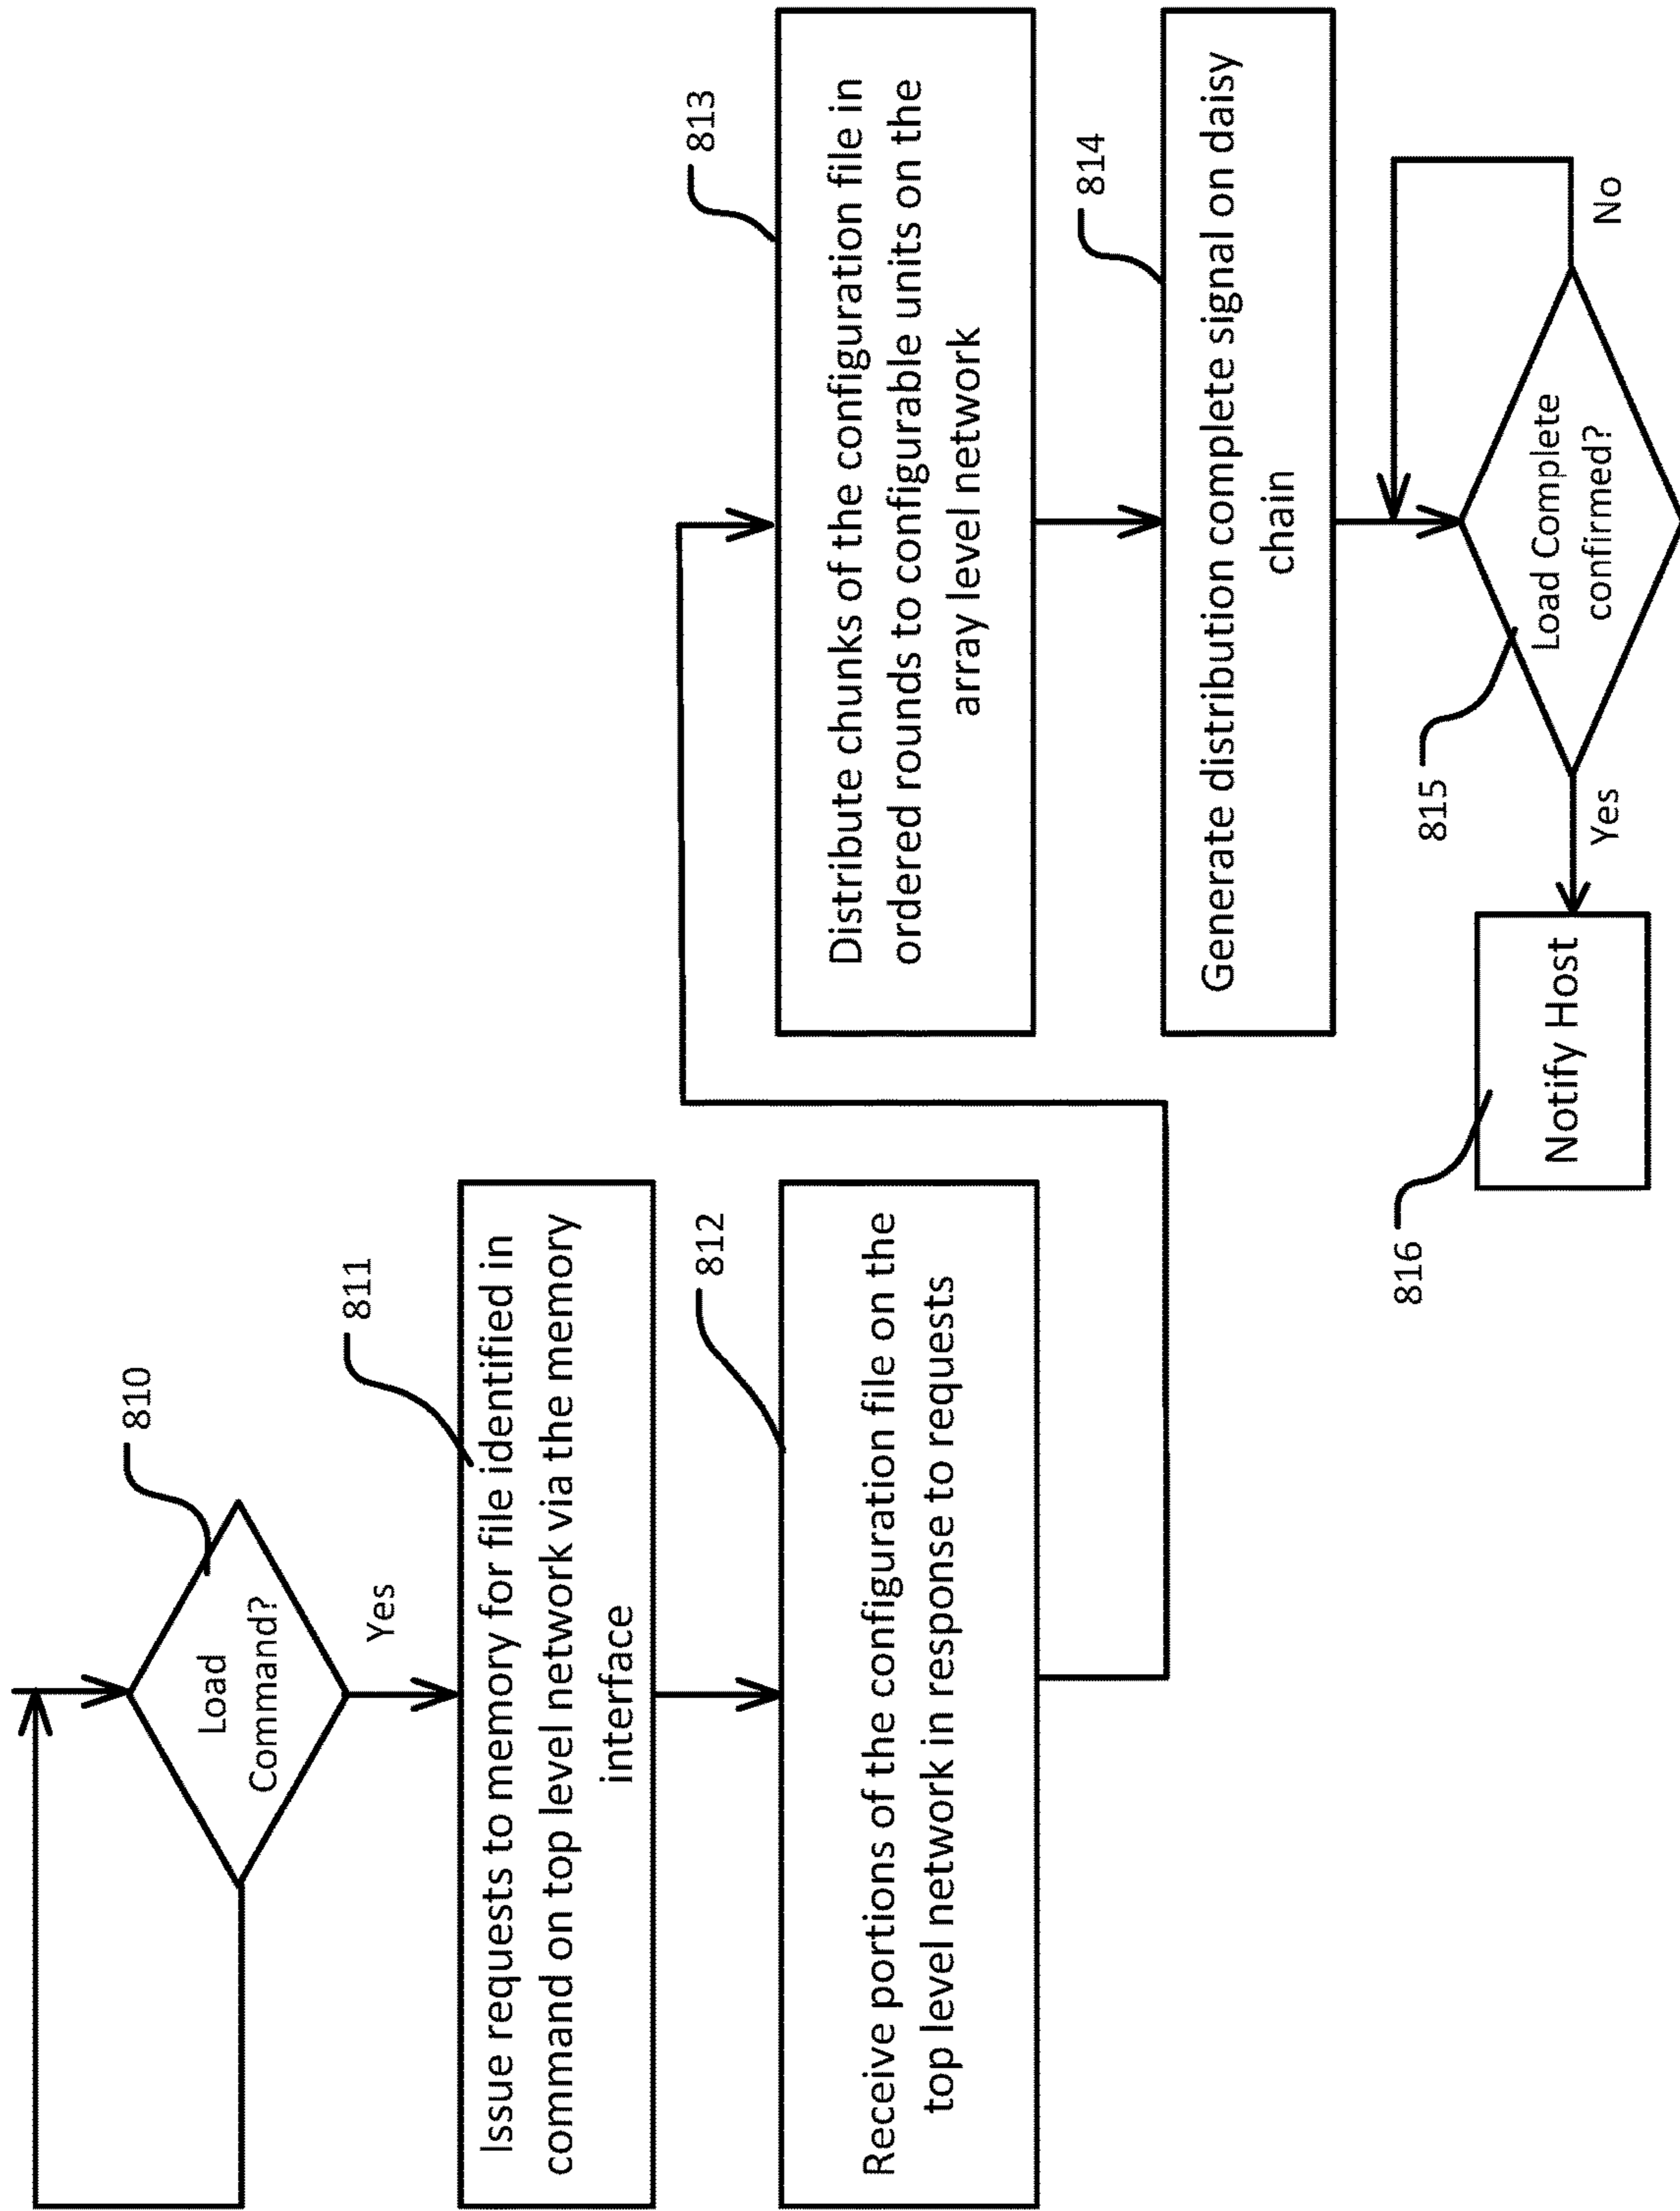 810
Load
Command?
Yes
811
Issue requests to memory for file identified in
command on top level network via the memory
interface
812
Receive portions of the configuration file on the
top level network in response to requests
813
Distribute chunks of the configuration file in
ordered rounds to configurable units on the
array level network
814
Generate distribution complete signal on daisy
chain
815
Load Complete
confirmed?
No
Yes
816
Notify Host